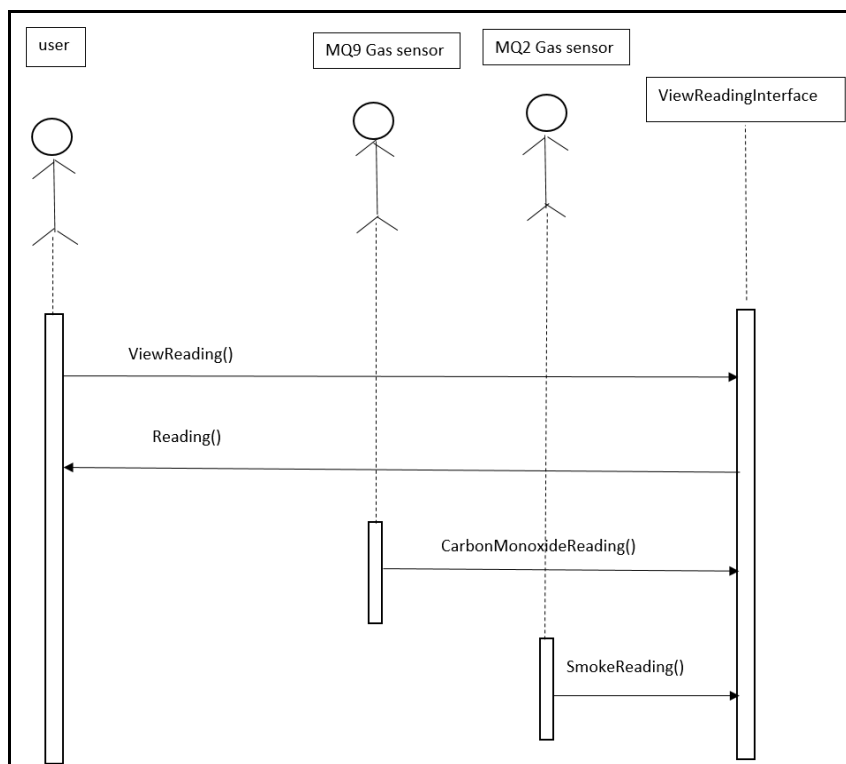 user
MQ9 Gas sensor
MQ2 Gas sensor
ViewReadingInterface
ViewReading()
Reading()
CarbonMonoxideReading()
SmokeReading()